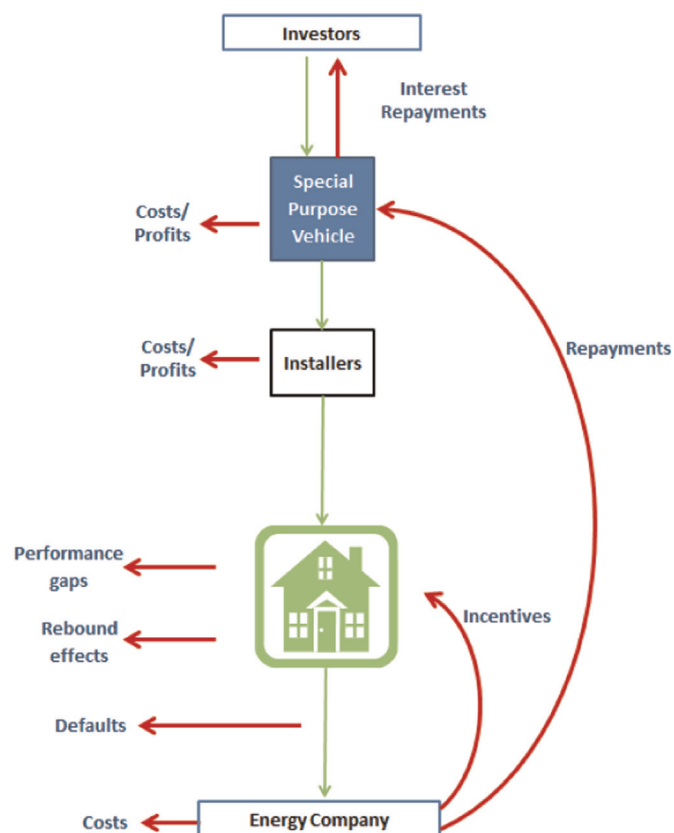 Investors
Interest
Repayments
Special
Purpose
Vehicle
Costs/
Profits
Repayments
Costs/
Profits
Installers
Performance
gaps
Incentives
Rebound
effects
Defaults
Costs
Energy Company